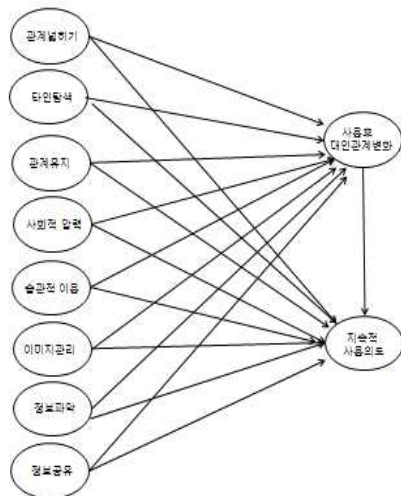 관계넓히기
타인탐색
관계유지
사회적 압력
습관적 이용
이미지관리
정보파악
정보공유
사용후
대인관계변화
지속적
사용의도